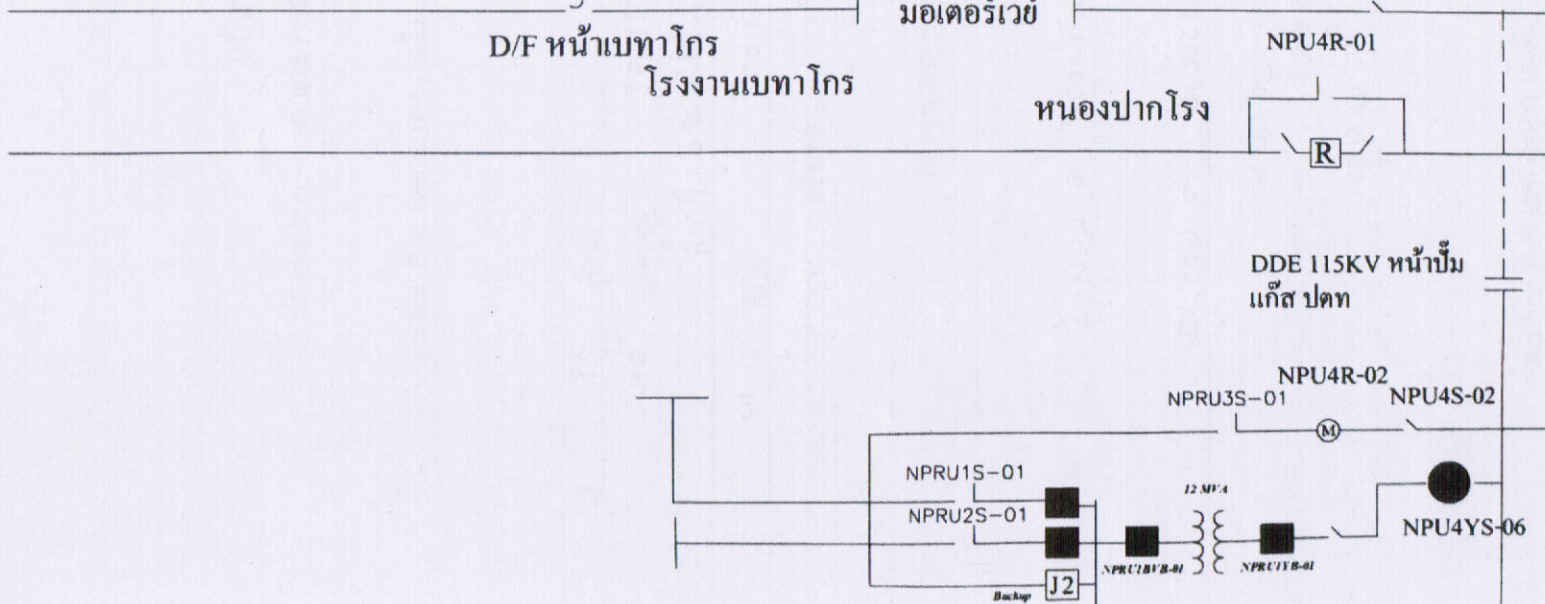 มอเตอร์เวย์
D/F หน้าเบทาโกร
โรงงานเบทาโกร
NPU4R-01
หนองปากโรง
R
DDE 115KV หน้าปั๊ม
แก๊ส ปตท
NPU4R-02
NPRU3S-01
NPU4S-02
M
NPRU1S-01
12 MVA
NPRU2S-01
NPU4YS-06
NPRU1BVB-01
NPRU1YB-01
Backup
J2